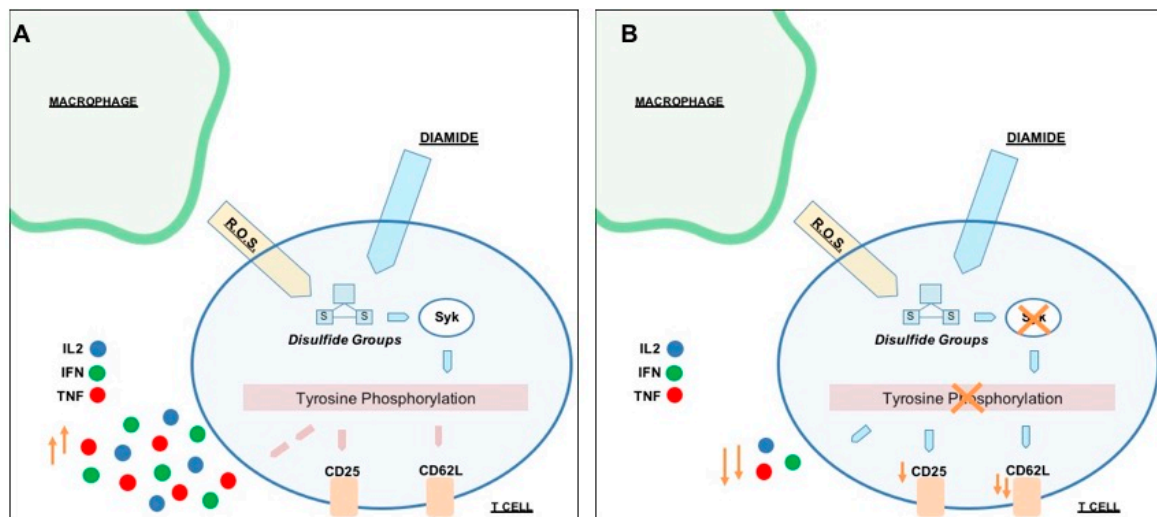 A
MACROPHAGE
DIAMIDE
R.O.S.
S S
Syk
Disulfide Groups
IL2
IFN
TNF
Tyrosine Phosphorylation
CD25 CD62L
T CELL
B
MACROPHAGE
DIAMIDE
R.O.S.
S S
Syk
Disulfide Groups
IL2
IFN
TNF
Tyrosine Phosphorylation
CD25 CD62L
T CELL